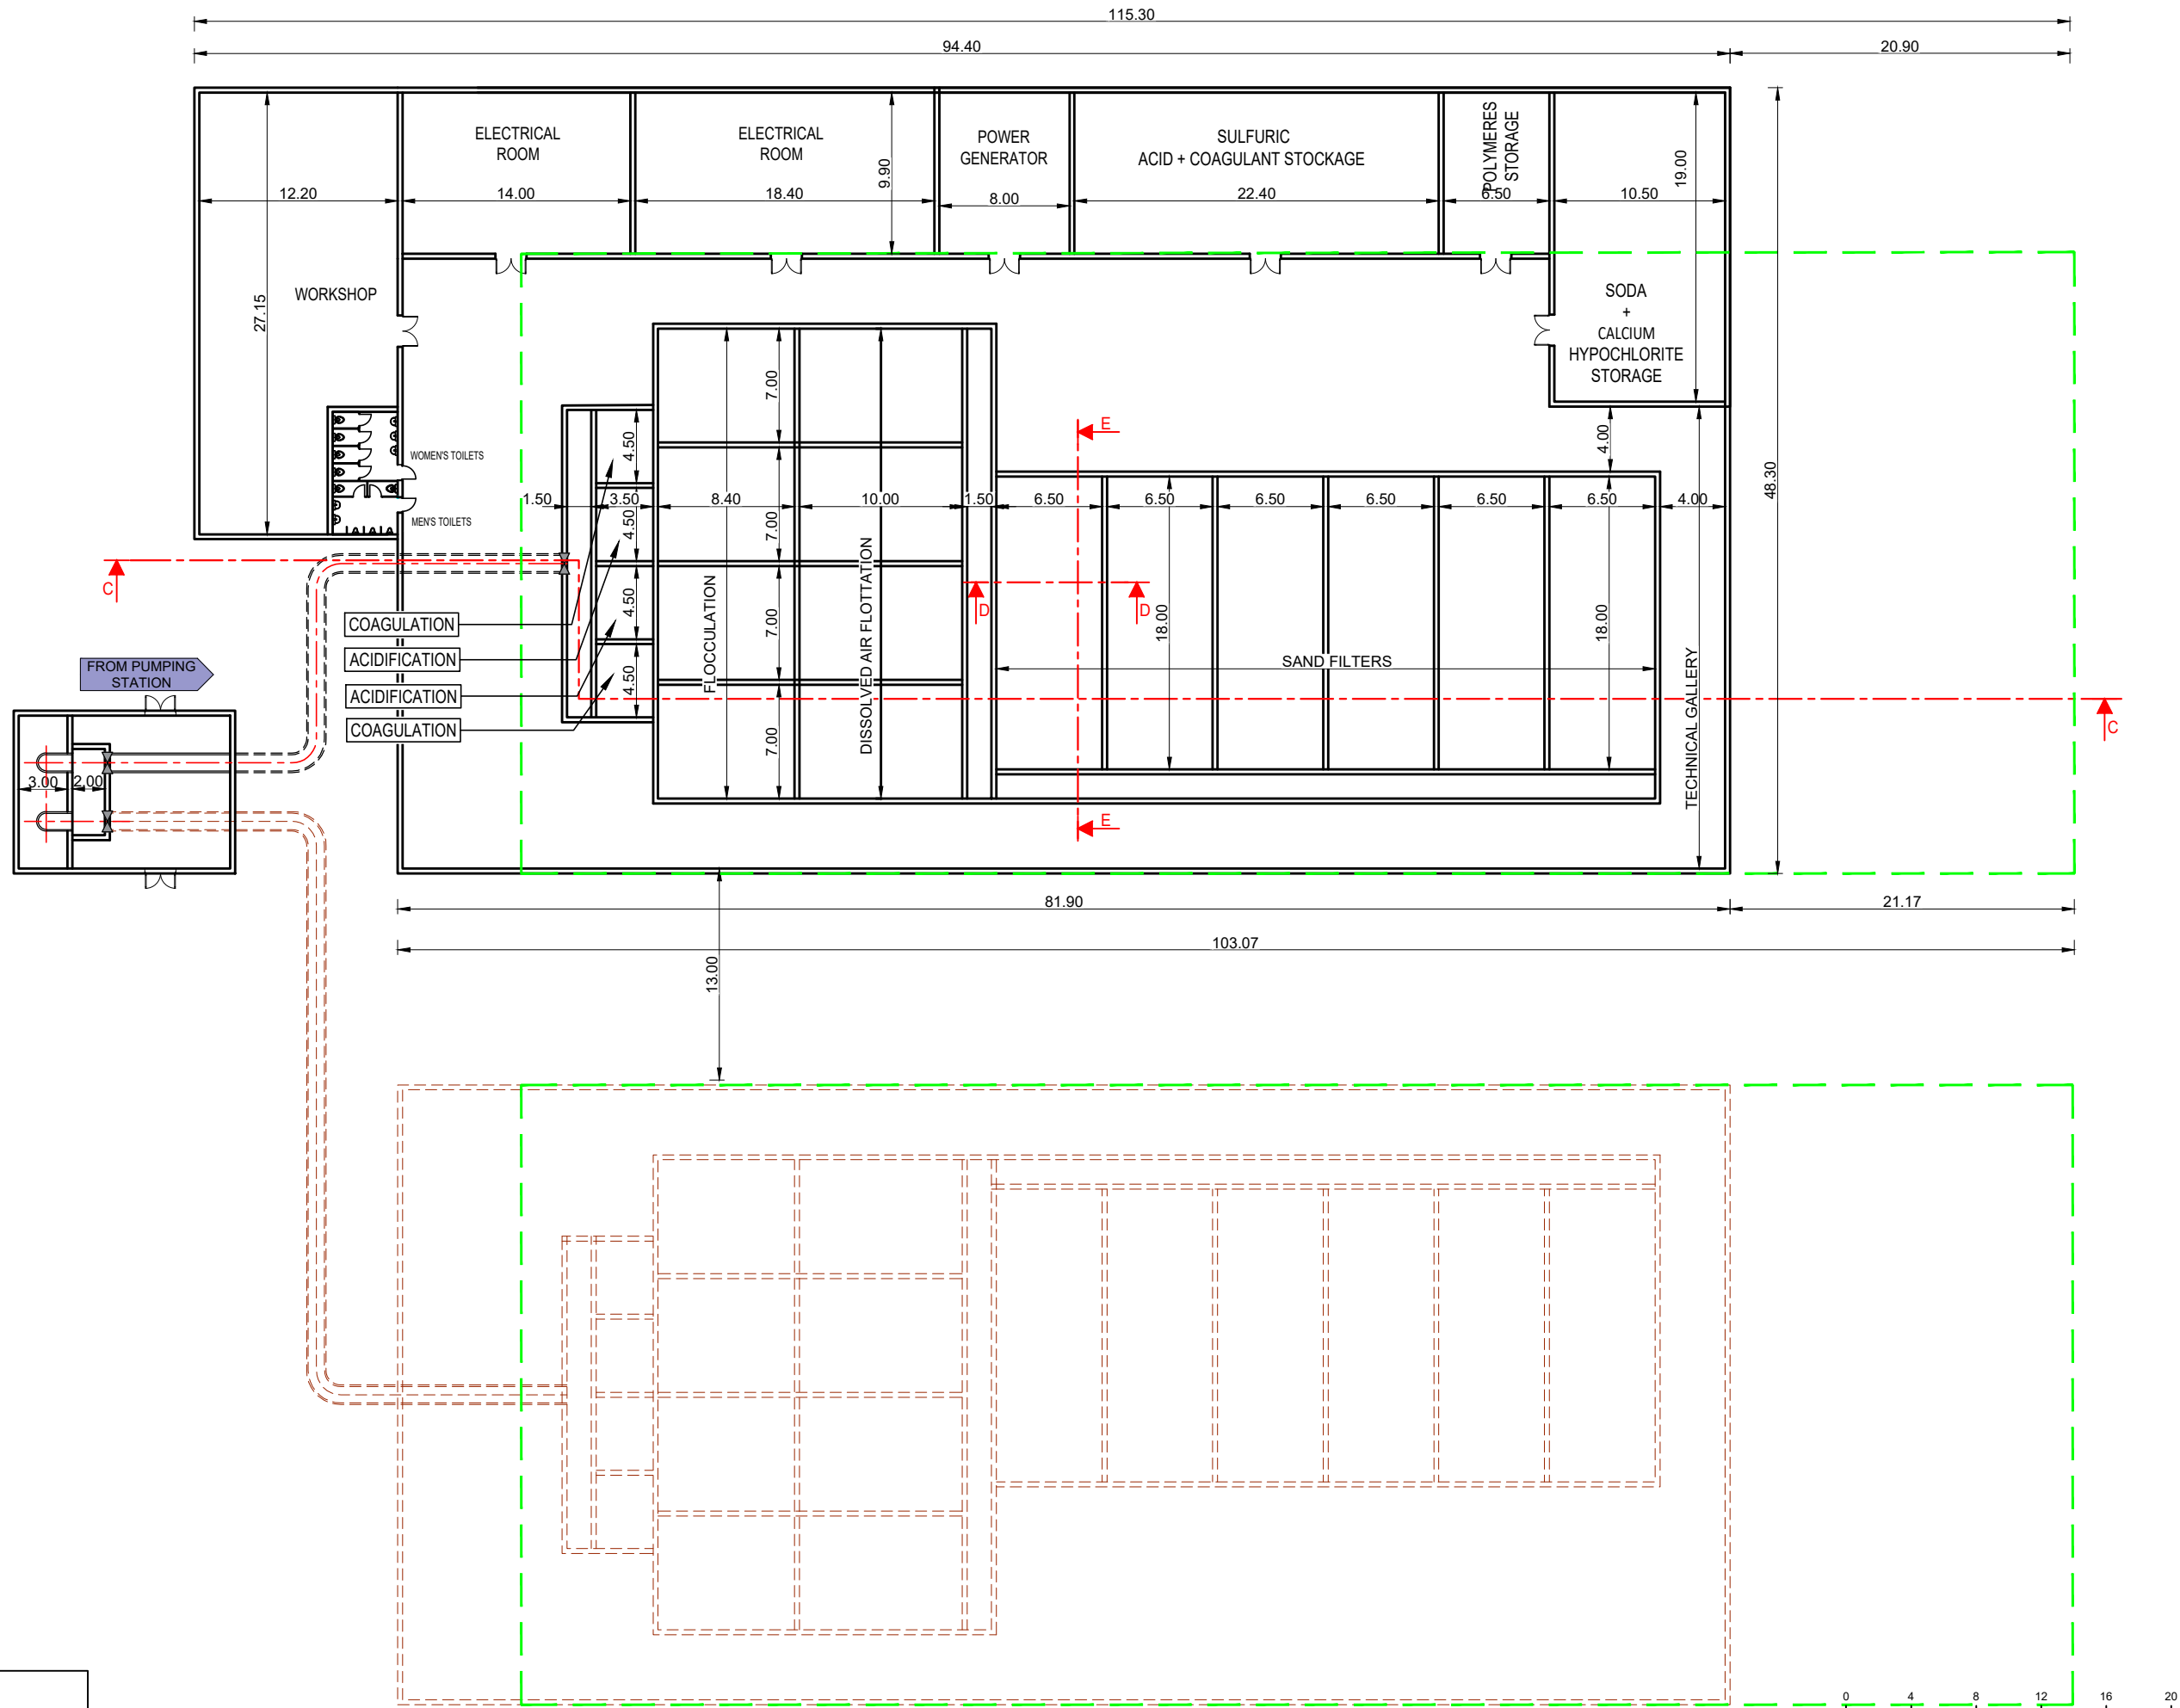 115.30
94.40
20.90
ELECTRICAL
ROOM
ELECTRICAL
ROOM
POWER
GENERATOR
SULFURIC
ACID + COAGULANT STOCKAGE
POLYMERES
STORAGE
12.20
14.00
18.40
9.90
8.00
22.40
6.50
10.50
19.00
48.30
27.15
WORKSHOP
SODA
+
CALCIUM
HYPOCHLORITE
STORAGE
WOMEN'S TOILETS
MEN'S TOILETS
7.00
7.00
7.00
7.00
4.50
4.50
4.50
4.50
E
4.00
1.50
3.50
8.40
10.00
1.50
6.50
6.50
6.50
6.50
6.50
6.50
4.00
C
D
D
FLOCCULATION
DISSOLVED AIR FLOTTATION
18.00
18.00
SAND FILTERS
TECHNICAL GALLERY
COAGULATION
ACIDIFICATION
ACIDIFICATION
COAGULATION
FROM PUMPING
STATION
C
3.00
2.00
E
81.90
21.17
103.07
13.00
0 4 8 12 16 20